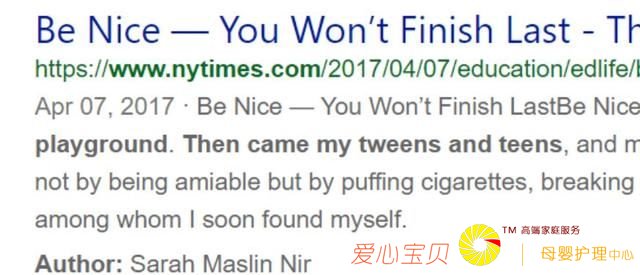 Be Nice — You Won't Finish Last - Th
https://www.nytimes.com/2017/04/07/education/edlife/b
Apr 07, 2017 · Be Nice — You Won't Finish LastBe Nice
playground. Then came my tweens and teens, and m
not by being amiable but by puffing cigarettes, breaking
among whom I soon found myself.
Author: Sarah Maslin Nir
爱心宝贝 TM 高端家庭服务
母婴护理中心